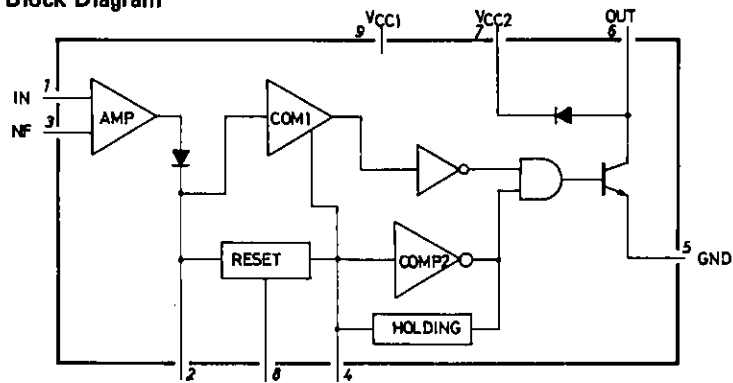 Block Diagram
VCC1
9
VCC2
7
OUT
6
IN
1
NF
3
AMP
COM1
RESET
COMP2
HOLDING
5
GND
2
8
4